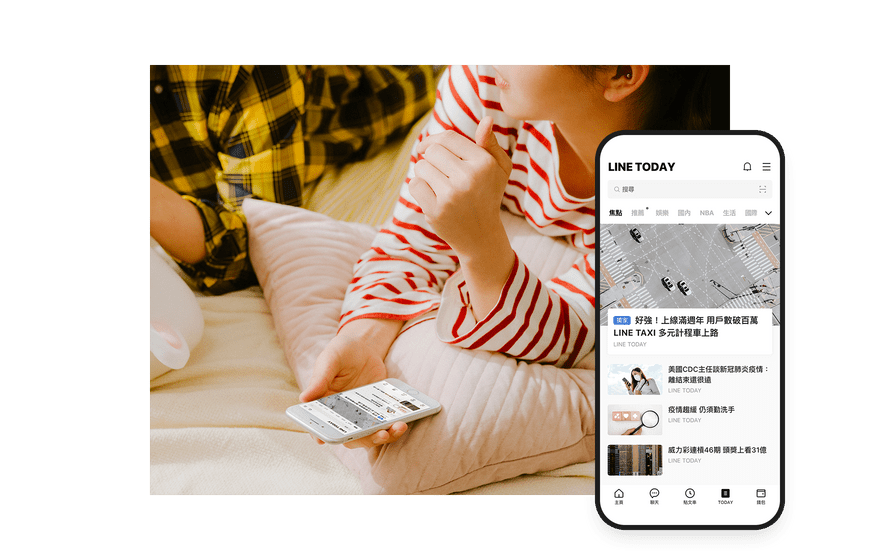 LINE TODAY
搜尋
焦點 推薦 娛樂 國內 NBA 生活 國際
獨家 好強！上線滿週年 用戶數破百萬
LINE TAXI 多元計程車上路
LINE TODAY
美國CDC主任談新冠肺炎疫情：
離結束還很遠
LINE TODAY
疫情趨緩 仍須勤洗手
LINE TODAY
威力彩連槓46期 頭獎上看31億
LINE TODAY
主頁 聊天 貼文串 TODAY 錢包